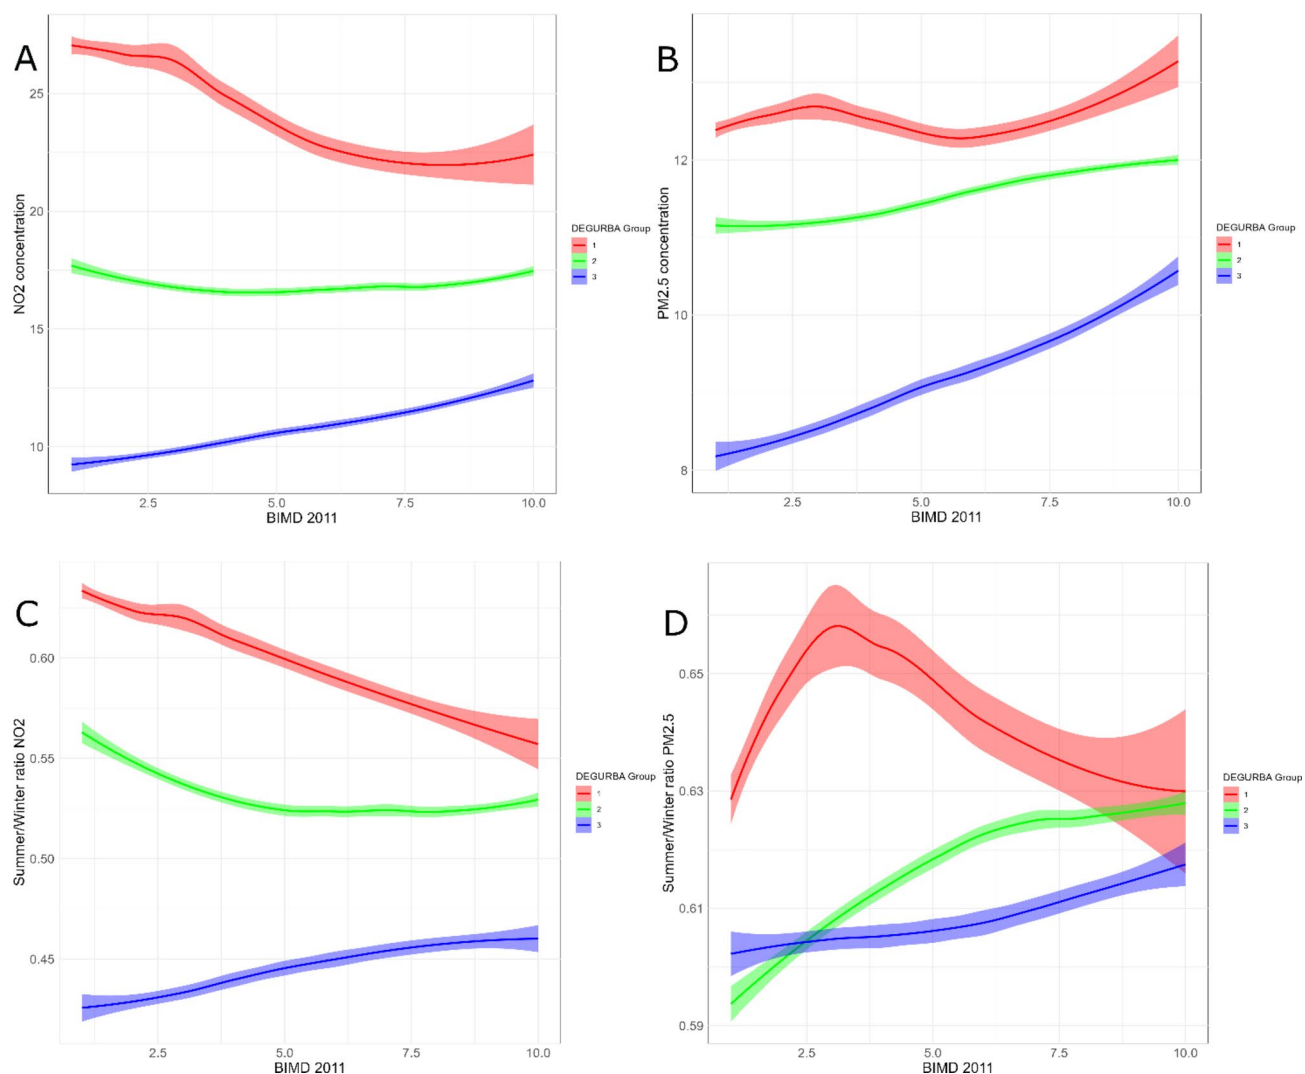 A
NO2 concentration
25
20
15
10
2.5
5.0
7.5
10.0
BIMD 2011
DEGURBA Group
1
2
3
B
PM2.5 concentration
12
11
10
8
2.5
5.0
7.5
10.0
BIMD 2011
DEGURBA Group
1
2
3
C
Summer/Winter ratio NO2
0.60
0.55
0.50
0.45
2.5
5.0
7.5
10.0
BIMD 2011
DEGURBA Group
1
2
3
D
Summer/Winter ratio PM2.5
0.65
0.63
0.61
0.59
2.5
5.0
7.5
10.0
BIMD 2011
DEGURBA Group
1
2
3